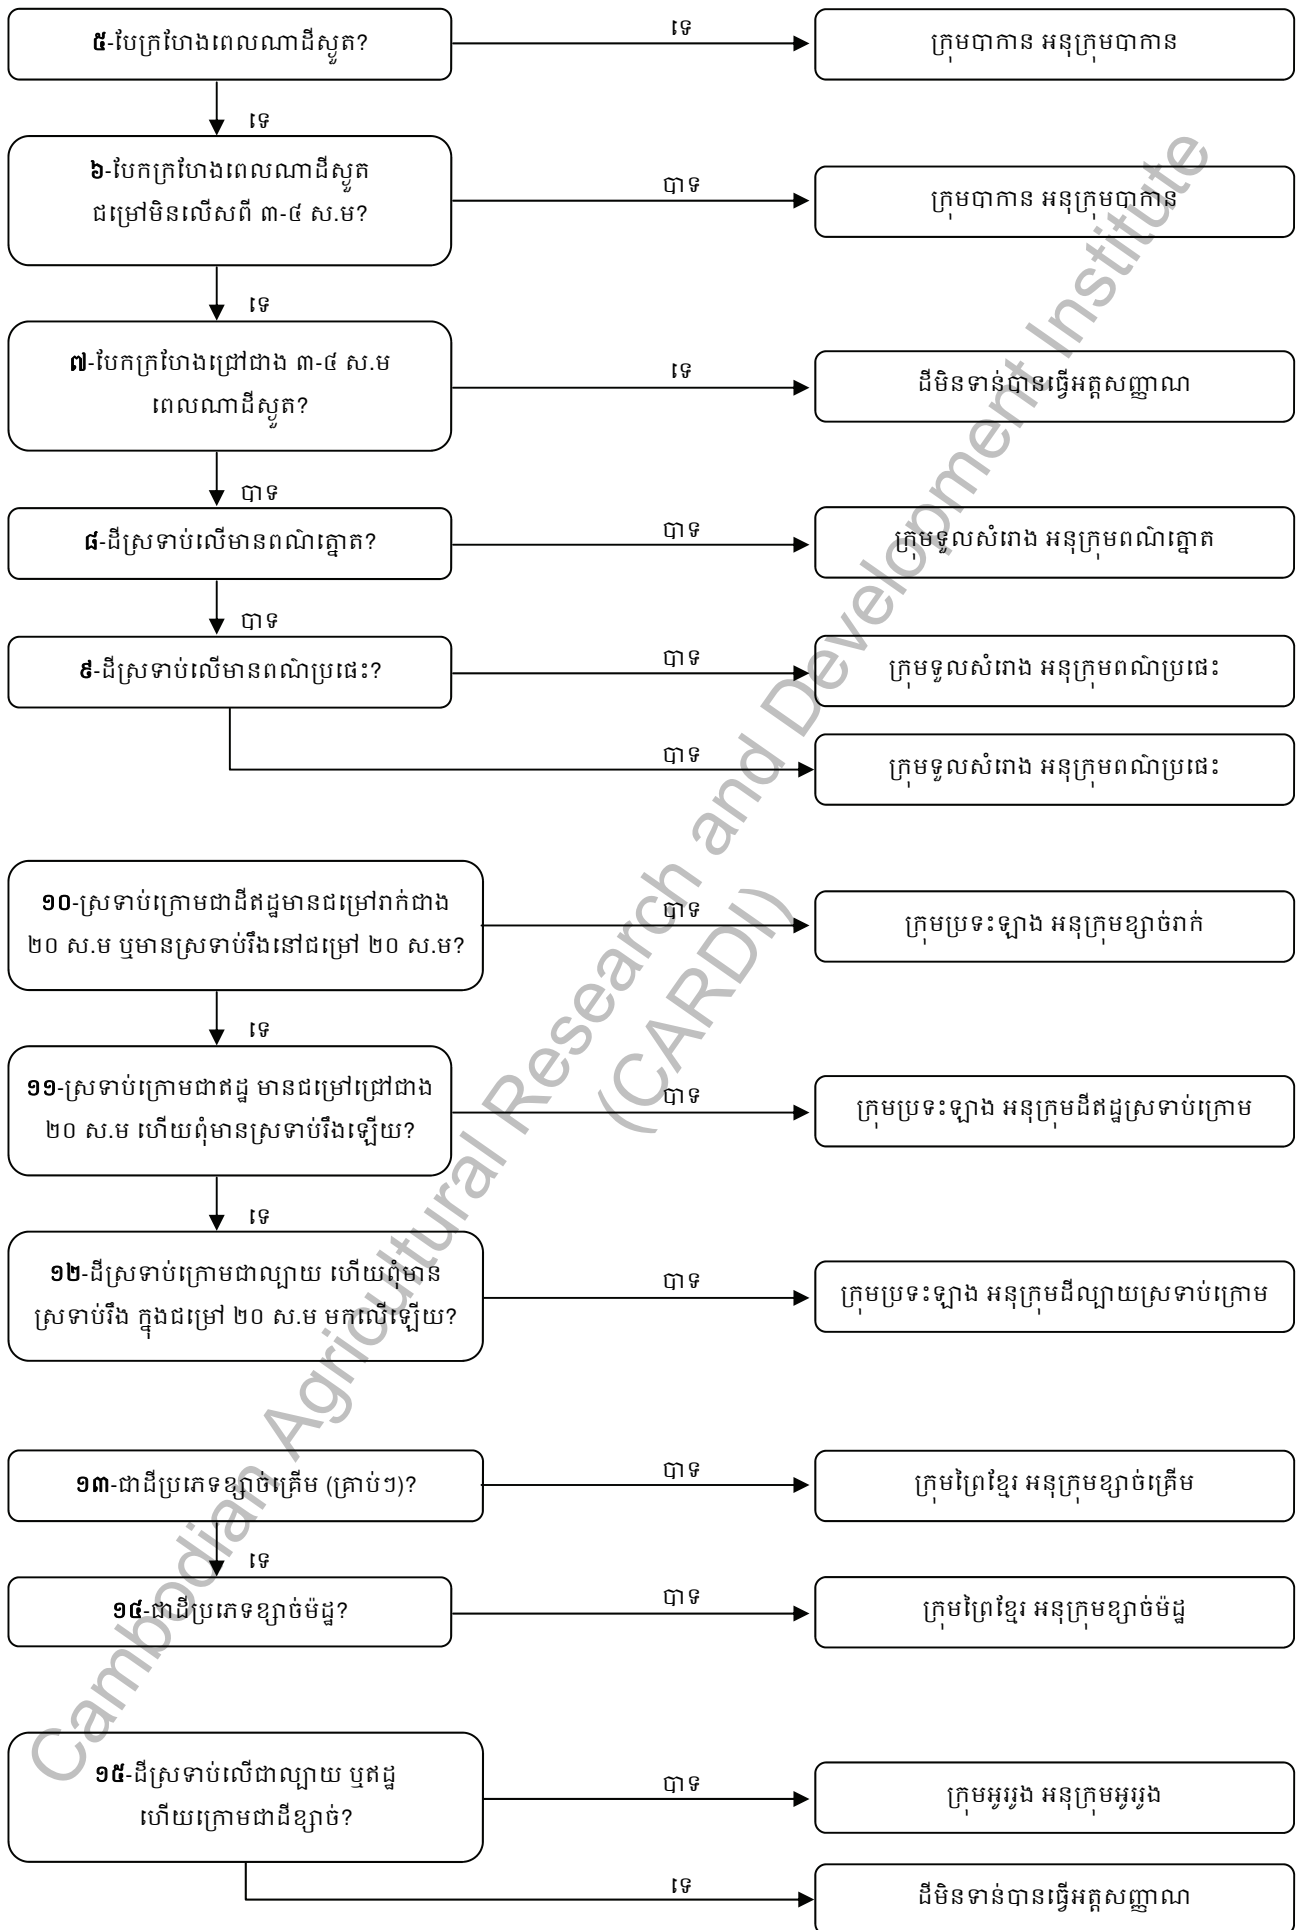 ៥-បែក្រហែងពេលណាដីស្ងួត?
ទេ
ក្រុមបាកាន អនុក្រុមបាកាន
ទេ
៦-បែកក្រហែងពេលណាដីស្ងួត
ជម្រៅមិនលើសពី ៣-៤ ស.ម?
បាទ
ក្រុមបាកាន អនុក្រុមបាកាន
ទេ
៧-បែកក្រហែងជ្រៅជាង ៣-៤ ស.ម
ពេលណាដីស្ងួត?
ទេ
ដីមិនទាន់បានធ្វើអត្តសញ្ញាណ
បាទ
៨-ដីស្រទាប់លើមានពណ៌ត្នោត?
បាទ
ក្រុមទួលសំរោង អនុក្រុមពណ៌ត្នោត
បាទ
៩-ដីស្រទាប់លើមានពណ៌ប្រផេះ?
បាទ
ក្រុមទួលសំរោង អនុក្រុមពណ៌ប្រផេះ
បាទ
ក្រុមទួលសំរោង អនុក្រុមពណ៌ប្រផេះ
១០-ស្រទាប់ក្រោមជាដីឥដ្ឋមានជម្រៅរាក់ជាង
២០ ស.ម ឬមានស្រទាប់រឹងនៅជម្រៅ ២០ ស.ម?
បាទ
ក្រុមប្រទះឡាង អនុក្រុមខ្សាច់រាក់
ទេ
១១-ស្រទាប់ក្រោមជាឥដ្ឋ មានជម្រៅជ្រៅជាង
២០ ស.ម ហើយពុំមានស្រទាប់រឹងឡើយ?
បាទ
ក្រុមប្រទះឡាង អនុក្រុមដីឥដ្ឋស្រទាប់ក្រោម
ទេ
១២-ដីស្រទាប់ក្រោមជាល្បាយ ហើយពុំមាន
ស្រទាប់រឹង ក្នុងជម្រៅ ២០ ស.ម មកលើឡើយ?
បាទ
ក្រុមប្រទះឡាង អនុក្រុមដីល្បាយស្រទាប់ក្រោម
១៣-ជាដីប្រភេទខ្សាច់គ្រើម (គ្រាប់ៗ)?
បាទ
ក្រុមព្រៃខ្មែរ អនុក្រុមខ្សាច់គ្រើម
ទេ
១៤-ជាដីប្រភេទខ្សាច់ម៉ដ្ឋ?
បាទ
ក្រុមព្រៃខ្មែរ អនុក្រុមខ្សាច់ម៉ដ្ឋ
១៥-ដីស្រទាប់លើជាល្បាយ ឬឥដ្ឋ
ហើយក្រោមជាដីខ្សាច់?
បាទ
ក្រុមអូររូង អនុក្រុមអូររូង
ទេ
ដីមិនទាន់បានធ្វើអត្តសញ្ញាណ
Cambodian Agricultural Research and Development Institute
(CARDI)